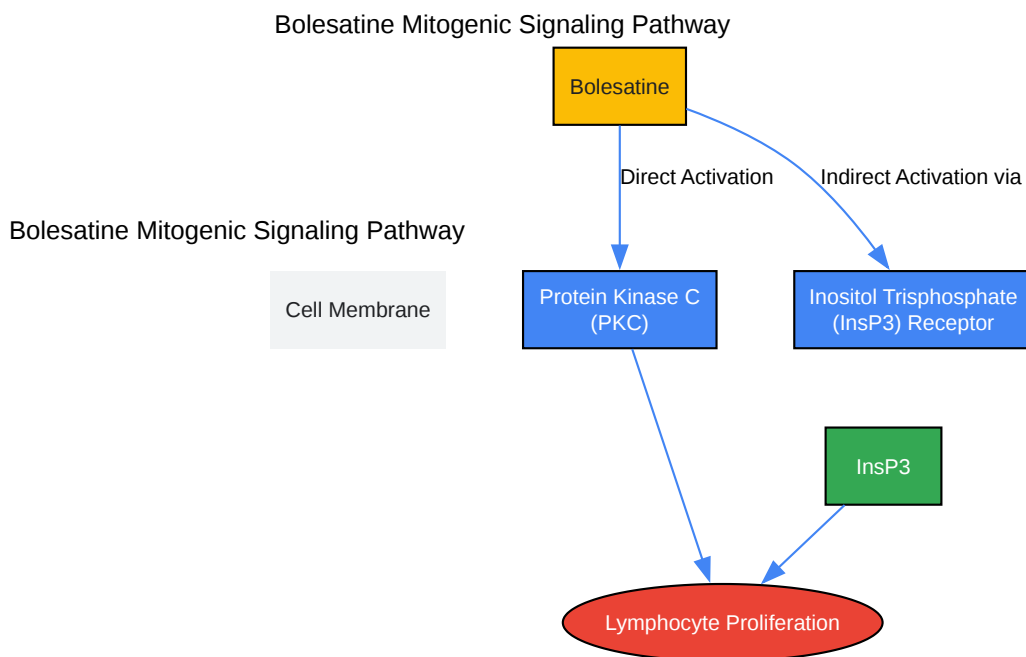 Bolesatine Mitogenic Signaling Pathway
Bolesatine
Direct Activation
Indirect Activation via
Bolesatine Mitogenic Signaling Pathway
Cell Membrane
Protein Kinase C
(PKC)
Inositol Trisphosphate
(InsP3) Receptor
InsP3
Lymphocyte Proliferation